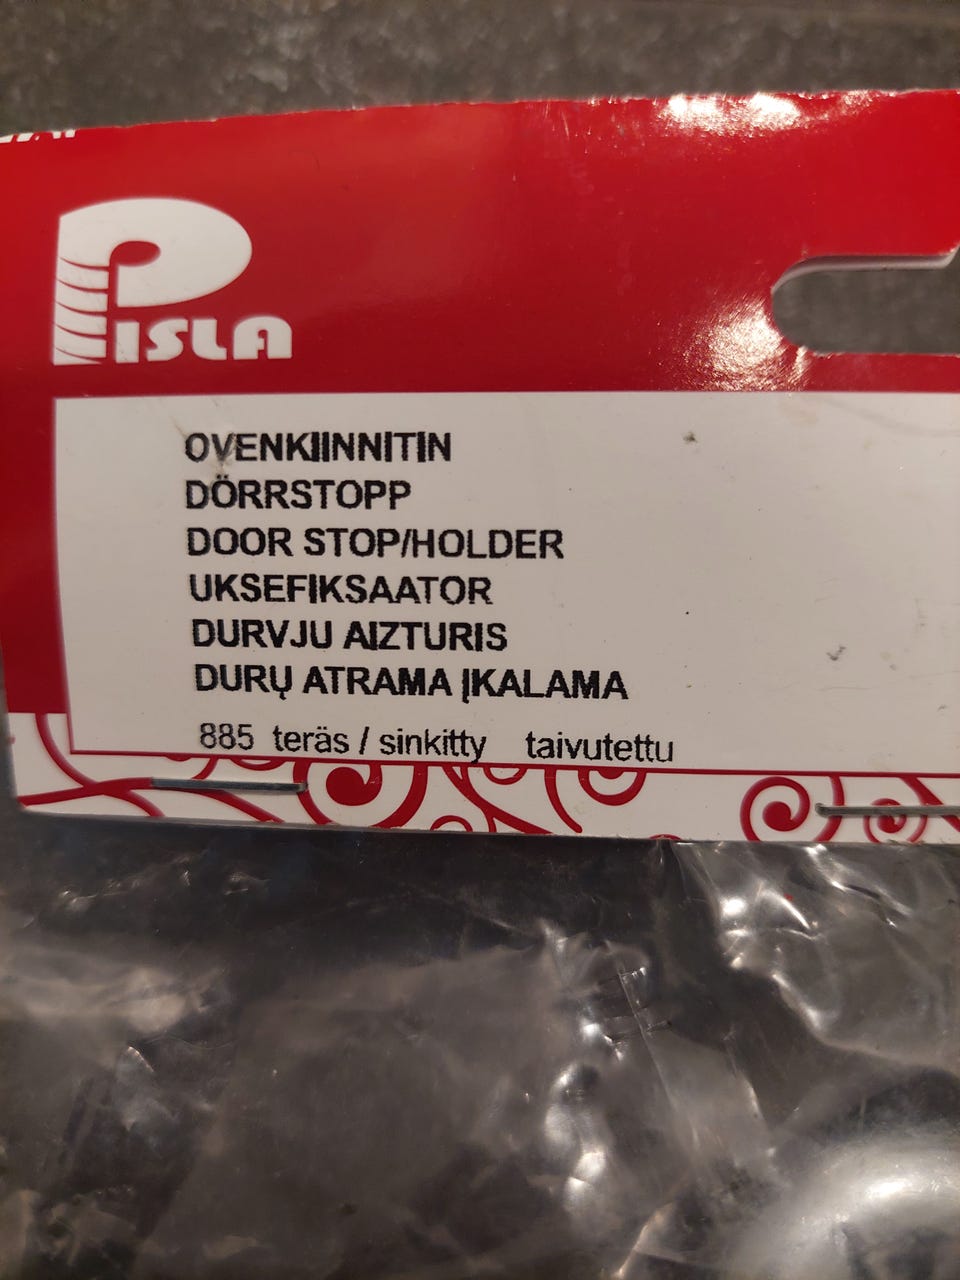 PISLA
OVENKIINNITIN
DÖRRSTOPP
DOOR STOP/HOLDER
UKSEFIKSAATOR
DURVJU AIZTURIS
DURŲ ATRAMA ĮKALAMA
885 teräs / sinkitty taivutettu